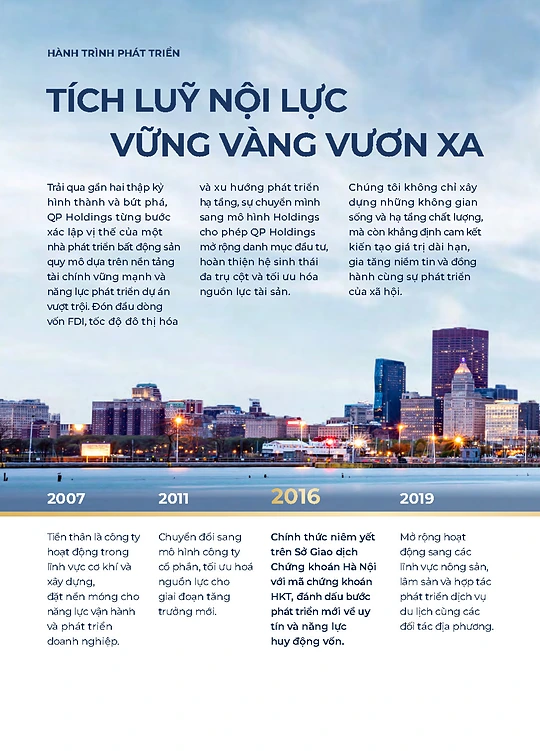 HÀNH TRÌNH PHÁT TRIỂN
TÍCH LUỸ NỘI LỰC
VỮNG VÀNG VƯƠN XA
Trải qua gần hai thập kỷ
hình thành và bứt phá,
QP Holdings từng bước
xác lập vị thế của một
nhà phát triển bất động sản
quy mô dựa trên nền tảng
tài chính vững mạnh và
năng lực phát triển dự án
vượt trội. Đón đầu dòng
vốn FDI, tốc độ đô thị hóa
và xu hướng phát triển
hạ tầng, sự chuyển mình
sang mô hình Holdings
cho phép QP Holdings
mở rộng danh mục đầu tư,
hoàn thiện hệ sinh thái
đa trụ cột và tối ưu hóa
nguồn lực tài sản.
Chúng tôi không chỉ xây
dựng những không gian
sống và hạ tầng chất lượng,
mà còn khẳng định cam kết
kiến tạo giá trị dài hạn,
gia tăng niềm tin và đồng
hành cùng sự phát triển
của xã hội.
2007
Tiền thân là công ty
hoạt động trong
lĩnh vực cơ khí và
xây dựng,
đặt nền móng cho
năng lực vận hành
và phát triển
doanh nghiệp.
2011
Chuyển đổi sang
mô hình công ty
cổ phần, tối ưu hoá
nguồn lực cho
giai đoạn tăng
trưởng mới.
2016
Chính thức niêm yết
trên Sở Giao dịch
Chứng khoán Hà Nội
với mã chứng khoán
HKT, đánh dấu bước
phát triển mới về uy
tín và năng lực
huy động vốn.
2019
Mở rộng hoạt
động sang các
lĩnh vực nông sản,
lâm sản và hợp tác
phát triển dịch vụ
du lịch cùng các
đối tác địa phương.